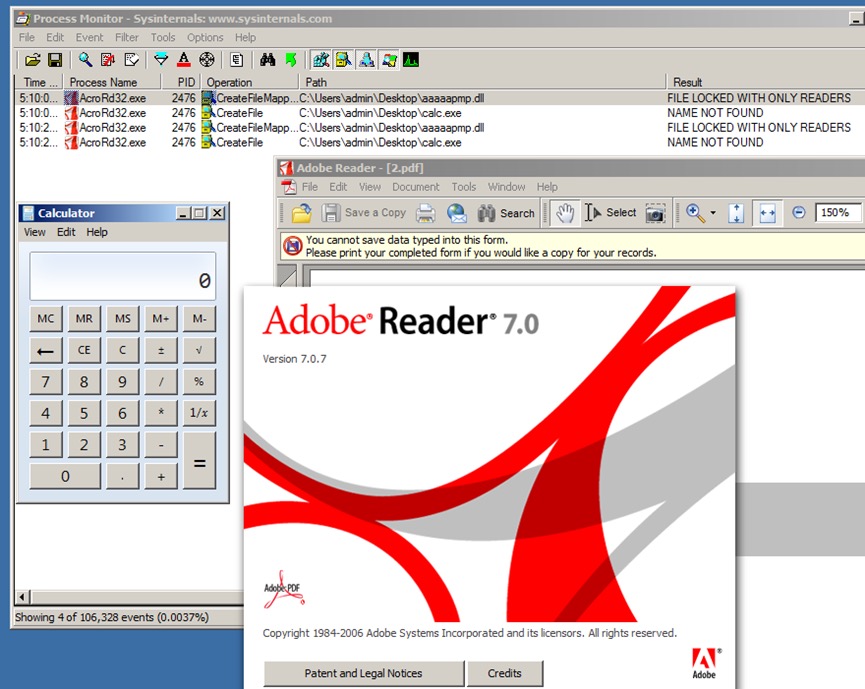 Process Monitor - Sysinternals: www.sysinternals.com
File Edit Event Filter Tools Options Help
Time ... Process Name PID Operation Path Result
5:10:0... AcroRd32.exe 2476 CreateFileMapp... C:\Users\admin\Desktop\aaaaapmp.dll FILE LOCKED WITH ONLY READERS
5:10:0... AcroRd32.exe 2476 CreateFile C:\Users\admin\Desktop\calc.exe NAME NOT FOUND
5:10:2... AcroRd32.exe 2476 CreateFileMapp... C:\Users\admin\Desktop\aaaaapmp.dll FILE LOCKED WITH ONLY READERS
5:10:2... AcroRd32.exe 2476 CreateFile C:\Users\admin\Desktop\calc.exe NAME NOT FOUND
Adobe Reader - [2.pdf]
File Edit View Document Tools Window Help
Save a Copy Search Select 150%
You cannot save data typed into this form.
Please print your completed form if you would like a copy for your records.
Calculator
View Edit Help
0
MC MR MS M+ M-
← CE C ± √
7 8 9 / %
4 5 6 * 1/x
1 2 3 - =
0 . +
Adobe® Reader® 7.0
Version 7.0.7
Adobe PDF
Copyright 1984-2006 Adobe Systems Incorporated and its licensors. All rights reserved.
Patent and Legal Notices Credits
Adobe®
Showing 4 of 106,328 events (0.0037%)